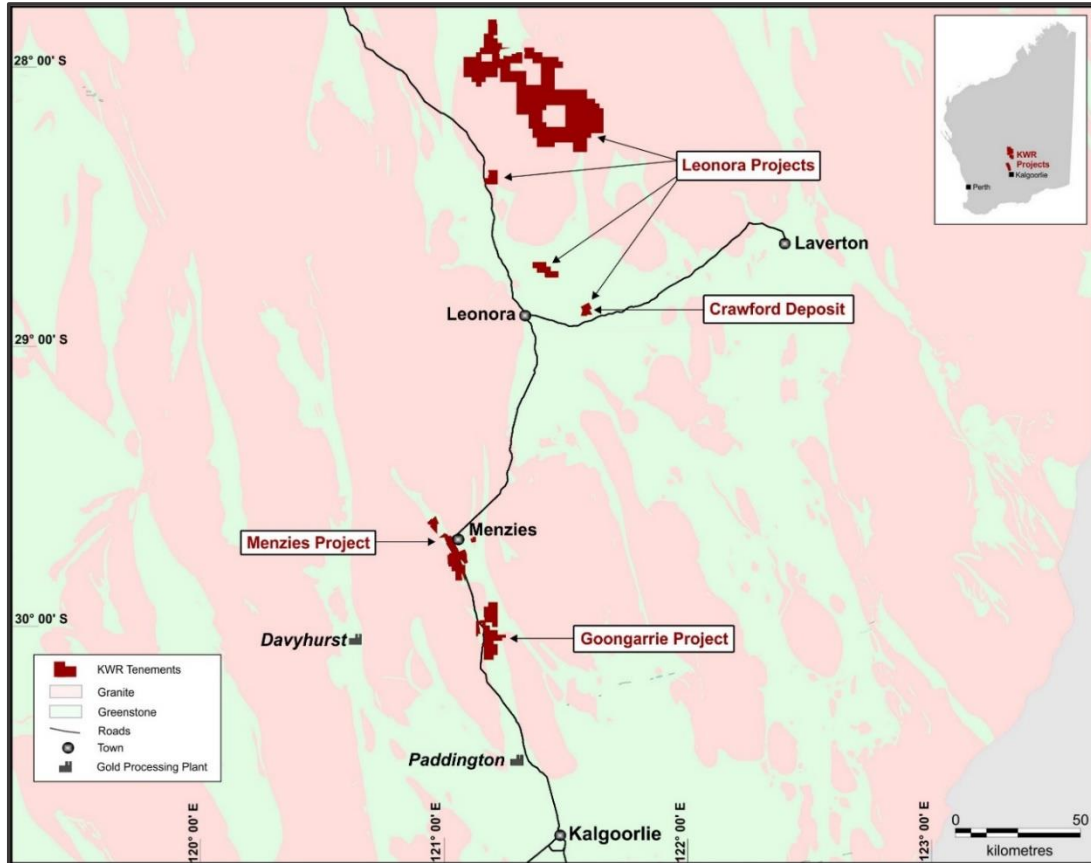 28° 00' S
KWR
Projects
Kalgoorlie
Perth
Leonora Projects
Laverton
Leonora
Crawford Deposit
29° 00' S
Menzies
Menzies Project
30° 00' S
Davyhurst
Goongarrie Project
KWR Tenements
Granite
Greenstone
Roads
Town
Gold Processing Plant
Paddington
Kalgoorlie
120° 00' E
121° 00' E
122° 00' E
123° 00' E
0 50
kilometres